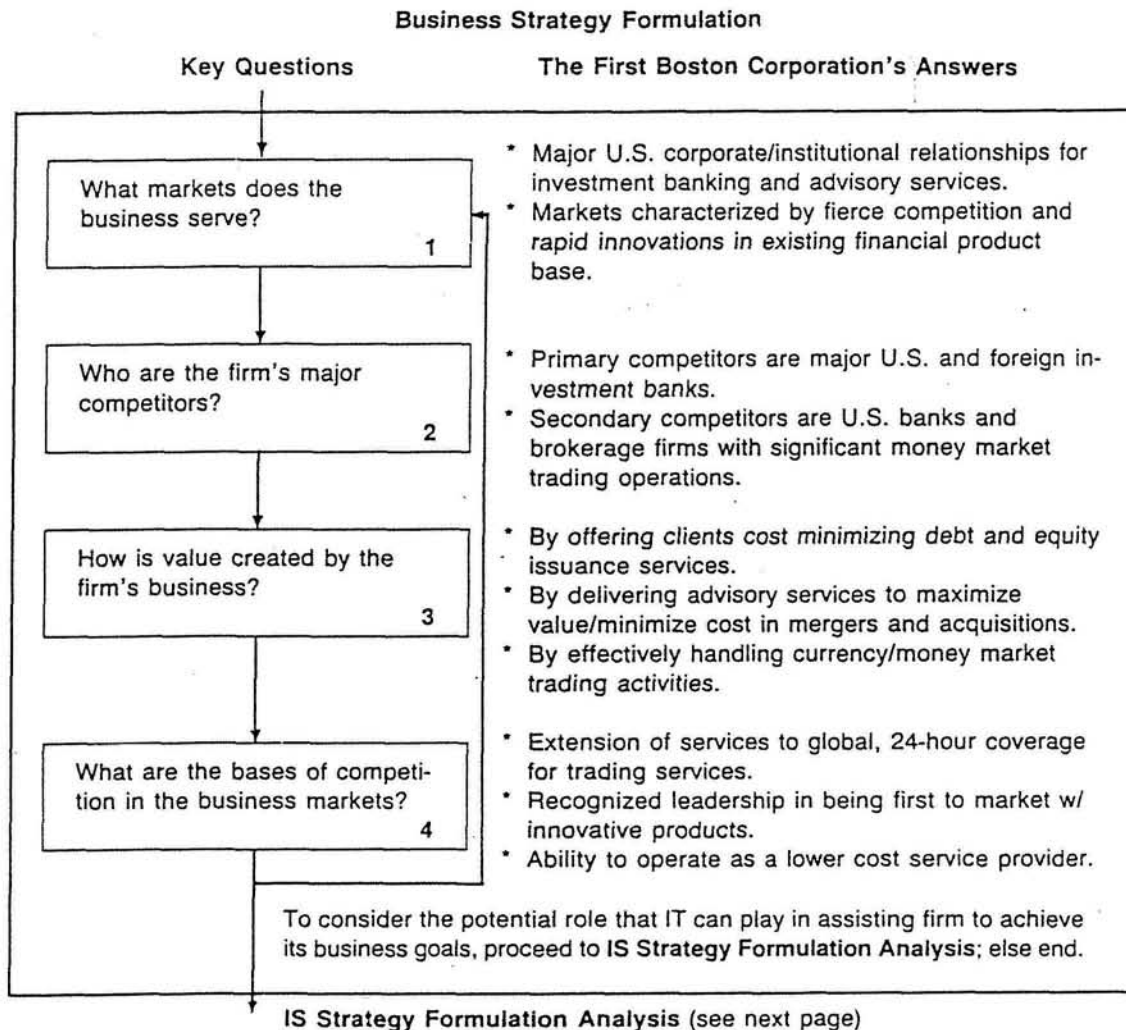 Business Strategy Formulation
Key Questions
The First Boston Corporation's Answers
What markets does the
business serve?
1
* Major U.S. corporate/institutional relationships for
investment banking and advisory services.
* Markets characterized by fierce competition and
rapid innovations in existing financial product
base.
Who are the firm's major
competitors?
2
* Primary competitors are major U.S. and foreign in-
vestment banks.
* Secondary competitors are U.S. banks and
brokerage firms with significant money market
trading operations.
How is value created by the
firm's business?
3
* By offering clients cost minimizing debt and equity
issuance services.
* By delivering advisory services to maximize
value/minimize cost in mergers and acquisitions.
* By effectively handling currency/money market
trading activities.
What are the bases of competi-
tion in the business markets?
4
* Extension of services to global, 24-hour coverage
for trading services.
* Recognized leadership in being first to market w/
innovative products.
* Ability to operate as a lower cost service provider.
To consider the potential role that IT can play in assisting firm to achieve
its business goals, proceed to IS Strategy Formulation Analysis; else end.
IS Strategy Formulation Analysis (see next page)